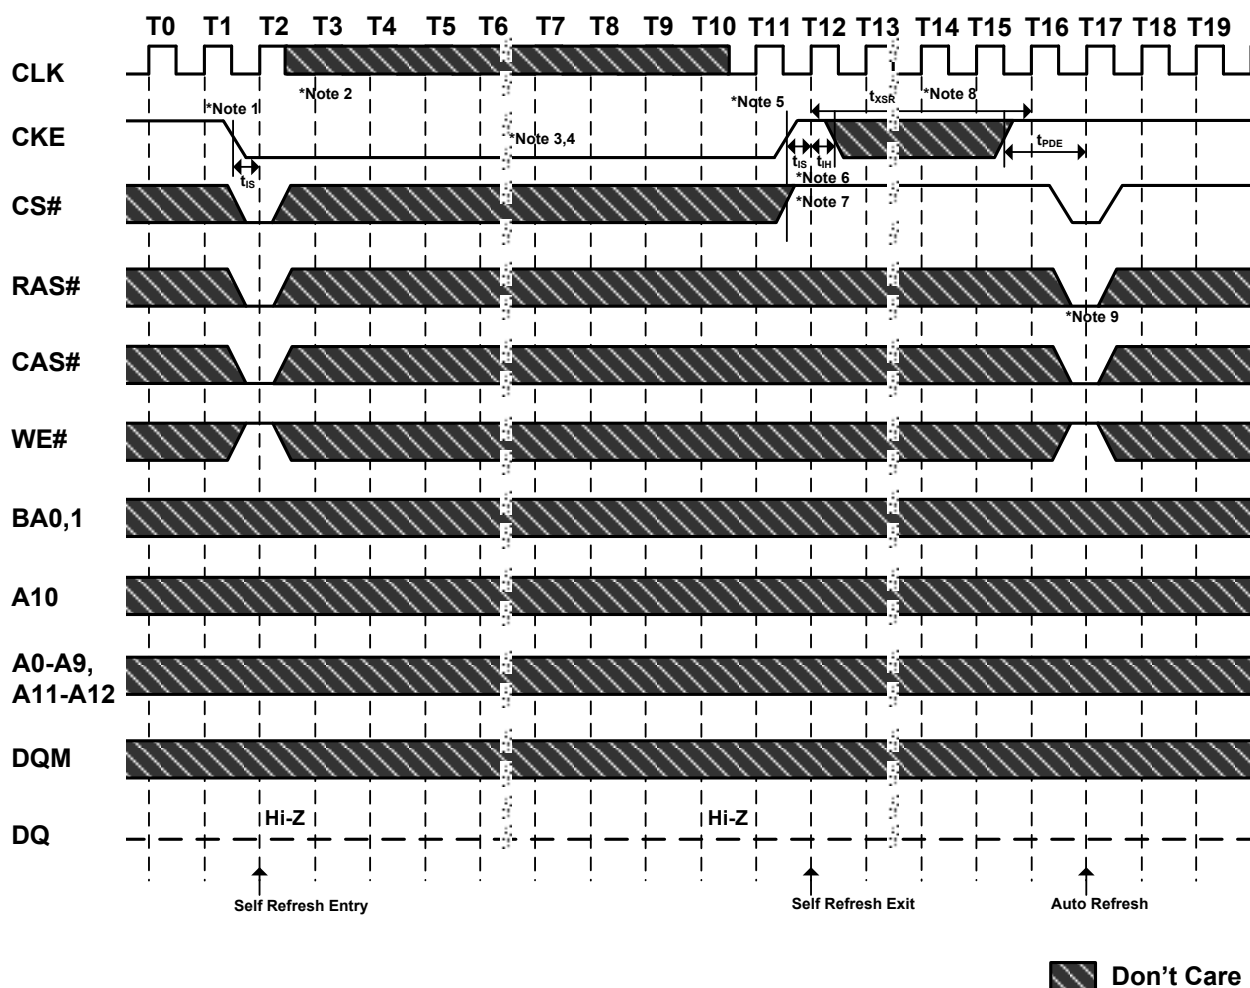 T0 T1 T2 T3 T4 T5 T6 T7 T8 T9 T10 T11 T12 T13 T14 T15 T16 T17 T18 T19
CLK
*Note 2
*Note 1
*Note 5
tXSR
*Note 8
CKE
*Note 3,4
tIS
tIS
tIH
tPDE
*Note 6
CS#
*Note 7
RAS#
*Note 9
CAS#
WE#
BA0,1
A10
A0-A9,
A11-A12
DQM
Hi-Z
Hi-Z
DQ
Self Refresh Entry
Self Refresh Exit
Auto Refresh
Don't Care